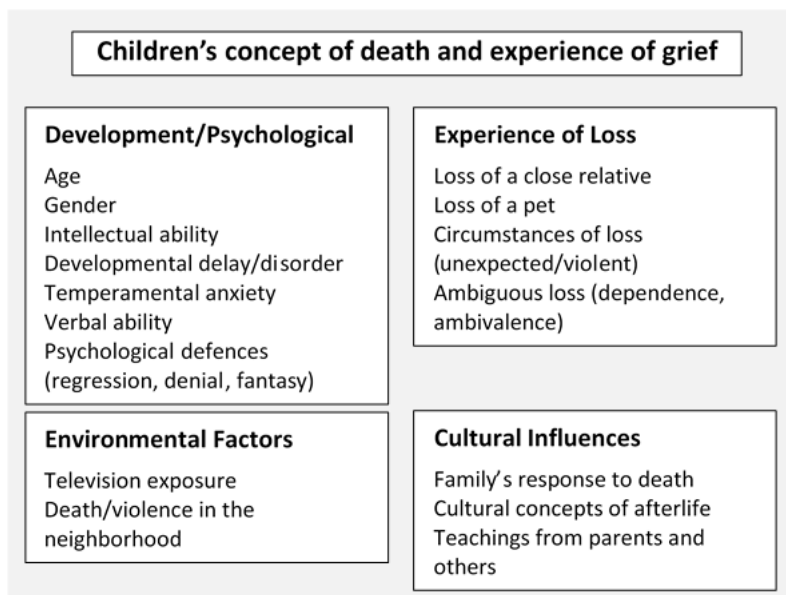 Children’s concept of death and experience of grief
Development/Psychological
Age
Gender
Intellectual ability
Developmental delay/disorder
Temperamental anxiety
Verbal ability
Psychological defences
(regression, denial, fantasy)
Experience of Loss
Loss of a close relative
Loss of a pet
Circumstances of loss
(unexpected/violent)
Ambiguous loss (dependence,
ambivalence)
Environmental Factors
Television exposure
Death/violence in the
neighborhood
Cultural Influences
Family’s response to death
Cultural concepts of afterlife
Teachings from parents and
others